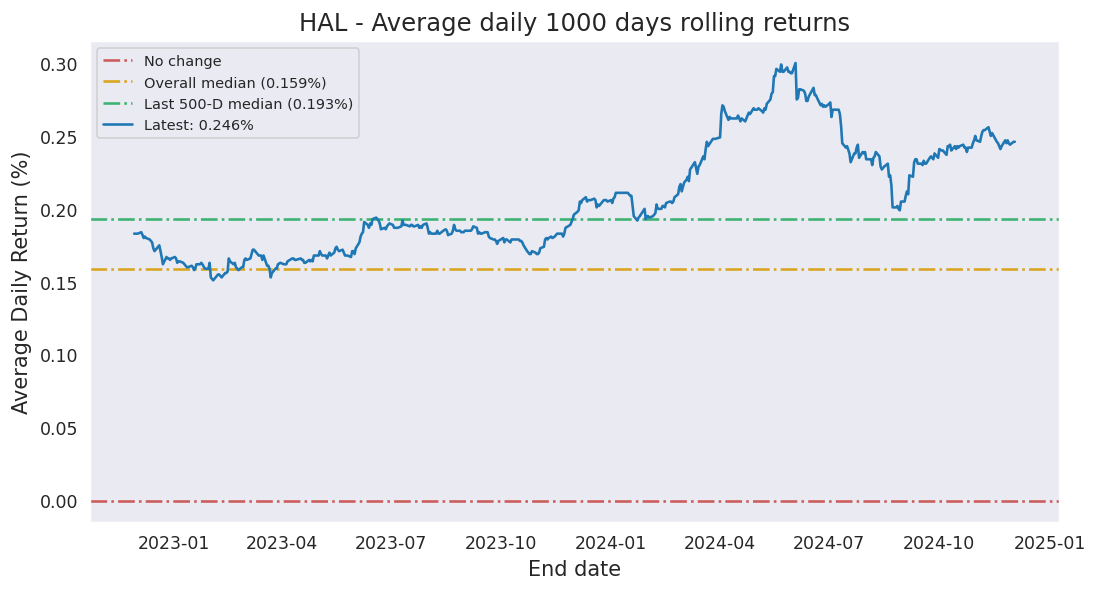 HAL - Average daily 1000 days rolling returns
No change
Overall median (0.159%)
Last 500-D median (0.193%)
Latest: 0.246%
Average Daily Return (%)
0.30
0.25
0.20
0.15
0.10
0.05
0.00
2023-01 2023-04 2023-07 2023-10 2024-01 2024-04 2024-07 2024-10 2025-01
End date